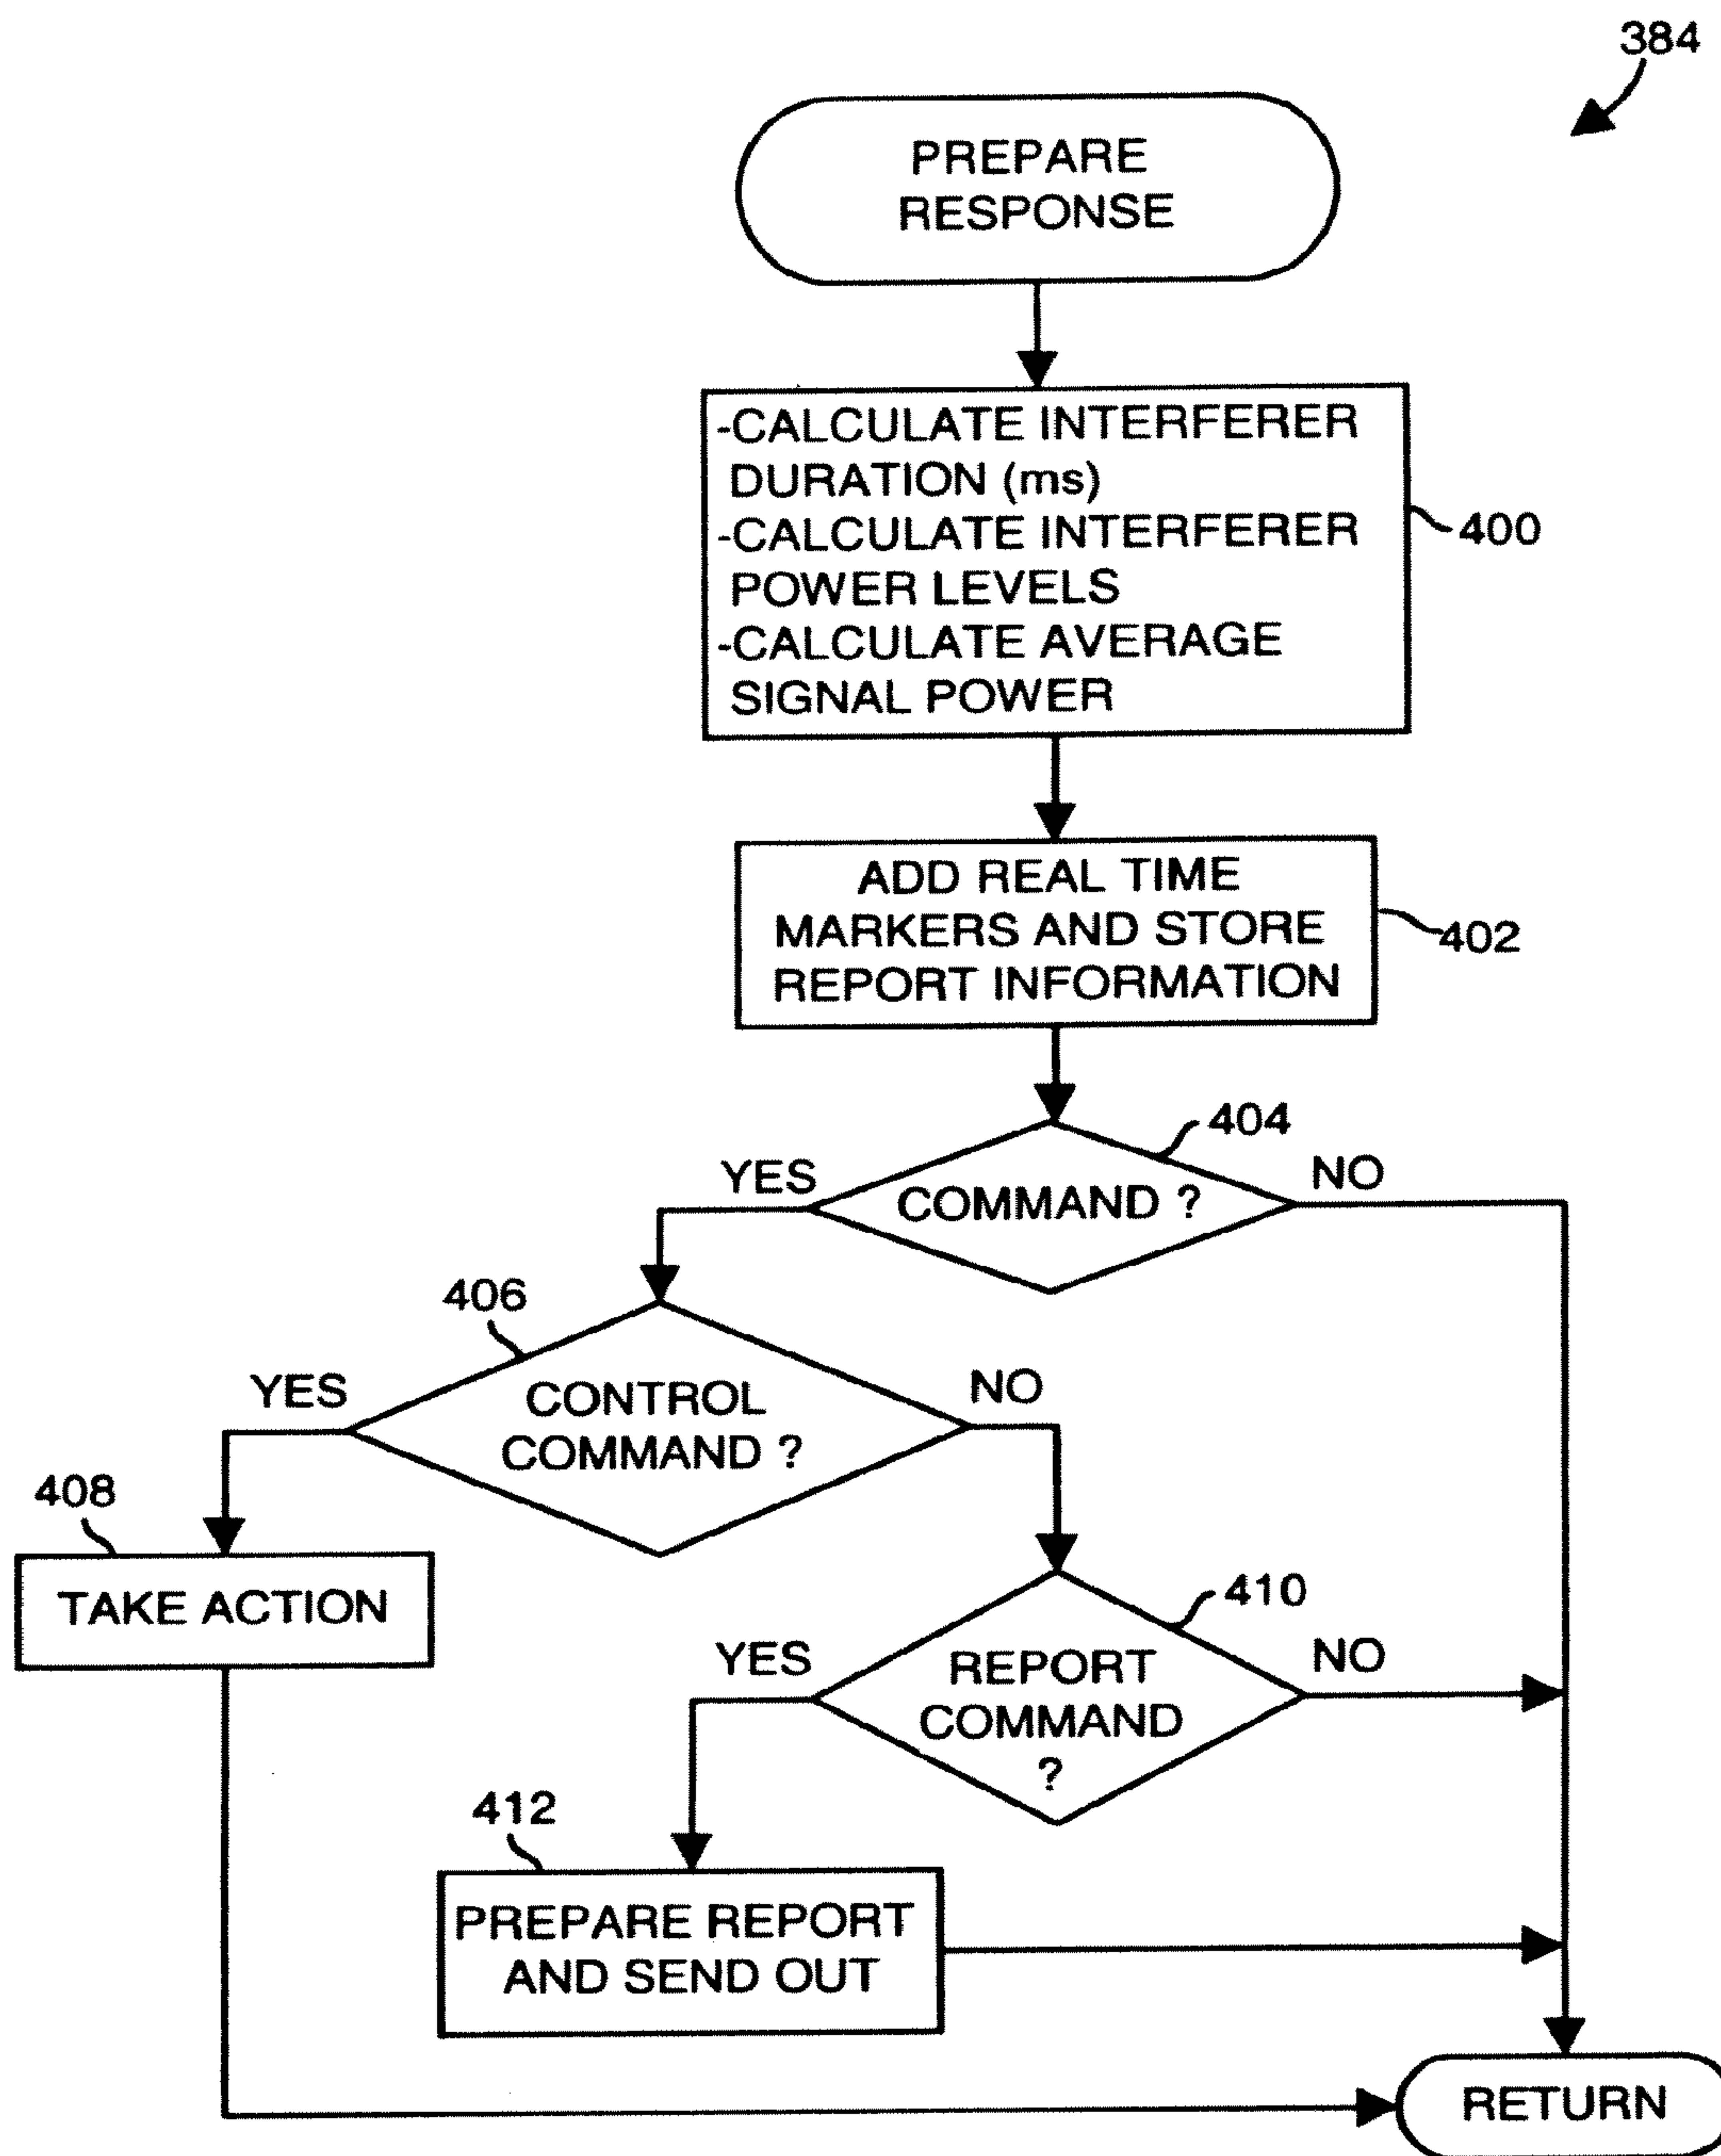 384
PREPARE
RESPONSE
-CALCULATE INTERFERER
DURATION (ms)
-CALCULATE INTERFERER
POWER LEVELS
-CALCULATE AVERAGE
SIGNAL POWER
400
ADD REAL TIME
MARKERS AND STORE
REPORT INFORMATION
402
404
YES
COMMAND ?
NO
406
YES
CONTROL
COMMAND ?
NO
408
TAKE ACTION
410
YES
REPORT
COMMAND
?
NO
412
PREPARE REPORT
AND SEND OUT
RETURN